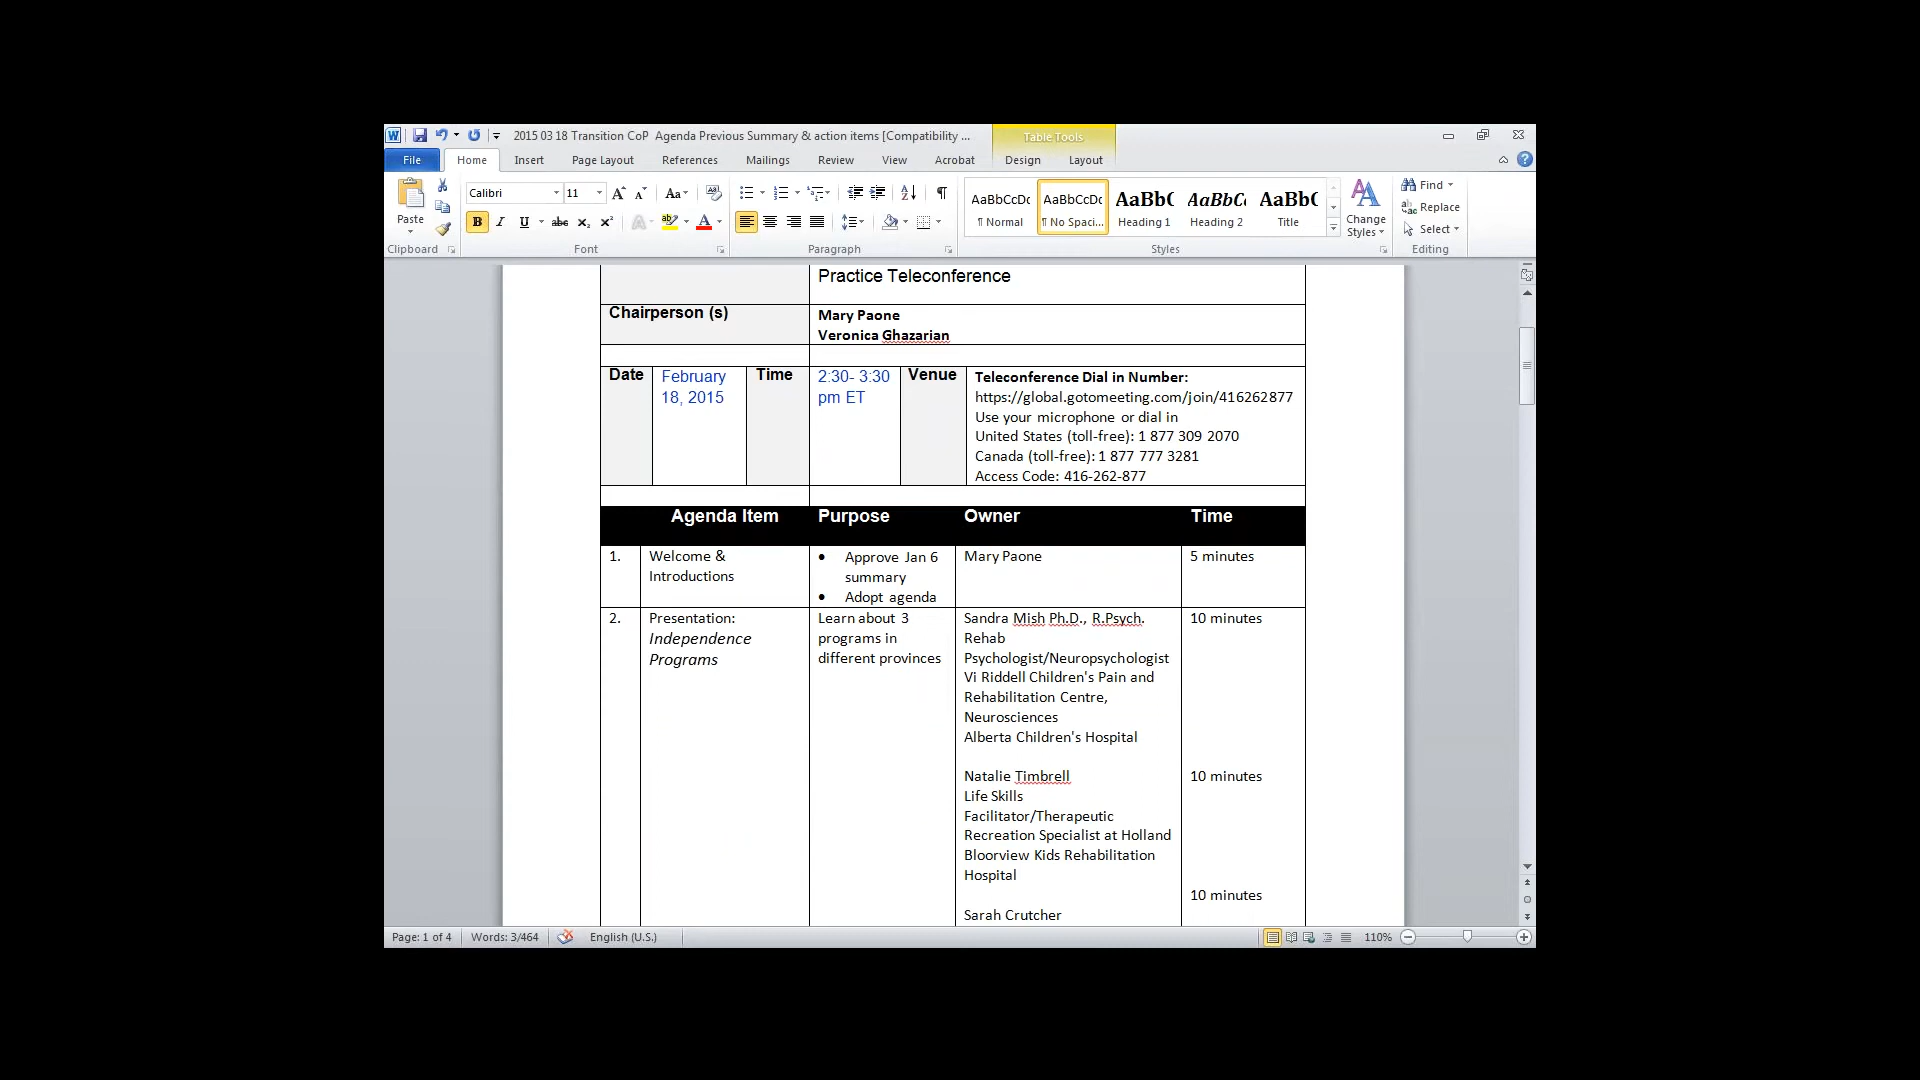 2015 03 18 Transition CoP  Agenda Previous Summary & action items [Compatibility ...
Table Tools
File Home Insert Page Layout References Mailings Review View Acrobat Design Layout
Calibri 11
Paste
AaBbCcDc AaBbCcDc AaBbC AaBbCc AaBbC
¶ Normal ¶ No Spaci... Heading 1 Heading 2 Title
Change
Styles
Find
Replace
Select
Clipboard Font Paragraph Styles Editing
Practice Teleconference
Chairperson (s)
Mary Paone
Veronica Ghazarian
Date
February
18, 2015
Time
2:30- 3:30
pm ET
Venue
Teleconference Dial in Number:
https://global.gotomeeting.com/join/416262877
Use your microphone or dial in
United States (toll-free): 1 877 309 2070
Canada (toll-free): 1 877 777 3281
Access Code: 416-262-877
Agenda Item Purpose Owner Time
1.
Welcome &
Introductions
• Approve Jan 6
summary
• Adopt agenda
Mary Paone
5 minutes
2.
Presentation:
Independence
Programs
Learn about 3
programs in
different provinces
Sandra Mish Ph.D., R.Psych.
Rehab
Psychologist/Neuropsychologist
Vi Riddell Children's Pain and
Rehabilitation Centre,
Neurosciences
Alberta Children's Hospital
10 minutes
Natalie Timbrell
Life Skills
Facilitator/Therapeutic
Recreation Specialist at Holland
Bloorview Kids Rehabilitation
Hospital
10 minutes
Sarah Crutcher
10 minutes
Page: 1 of 4 Words: 3/464 English (U.S.) 110%